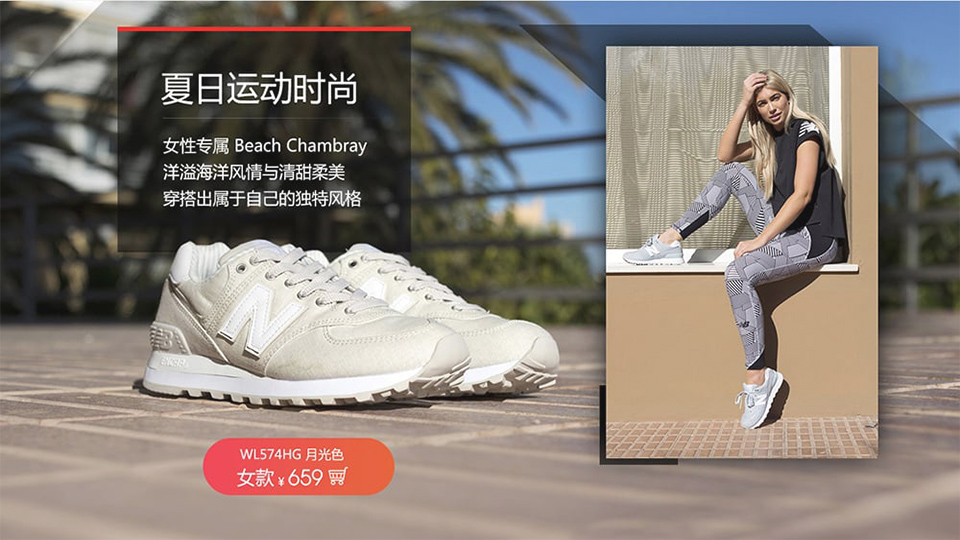 夏日运动时尚
女性专属 Beach Chambray
洋溢海洋风情与清甜柔美
穿搭出属于自己的独特风格
N
WL574HG 月光色
女款 ¥ 659